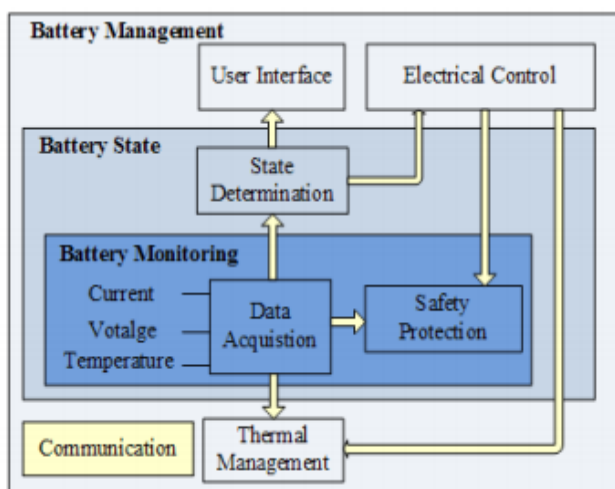 Battery Management
User Interface
Electrical Control
Battery State
State
Determination
Battery Monitoring
Current
Votalge
Temperature
Data
Acquistion
Safety
Protection
Communication
Thermal
Management